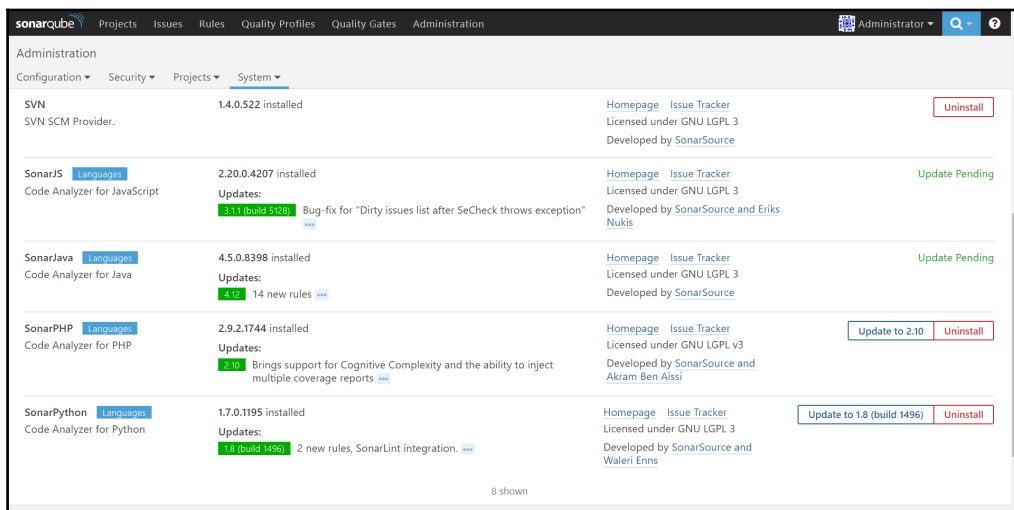 sonarqube Projects Issues Rules Quality Profiles Quality Gates Administration Administrator ?
Administration
Configuration Security Projects System
SVN 1.4.0.522 installed Homepage Issue Tracker Uninstall
SVN SCM Provider. Licensed under GNU LGPL 3
Developed by SonarSource
SonarJS Languages 2.20.0.4207 installed Homepage Issue Tracker Update Pending
Code Analyzer for JavaScript Updates: Licensed under GNU LGPL 3
3.1.1 (build 5128) Bug-fix for "Dirty issues list after SeCheck throws exception" Developed by SonarSource and Eriks
... Nukis
SonarJava Languages 4.5.0.8398 installed Homepage Issue Tracker Update Pending
Code Analyzer for Java Updates: Licensed under GNU LGPL 3
4.12 14 new rules ... Developed by SonarSource
SonarPHP Languages 2.9.2.1744 installed Homepage Issue Tracker Update to 2.10 Uninstall
Code Analyzer for PHP Updates: Licensed under GNU LGPL v3
2.10 Brings support for Cognitive Complexity and the ability to inject Developed by SonarSource and
multiple coverage reports ... Akram Ben Aissi
SonarPython Languages 1.7.0.1195 installed Homepage Issue Tracker Update to 1.8 (build 1496) Uninstall
Code Analyzer for Python Updates: Licensed under GNU LGPL 3
1.8 (build 1496) 2 new rules, SonarLint integration. ... Developed by SonarSource and
Waleri Enns
8 shown